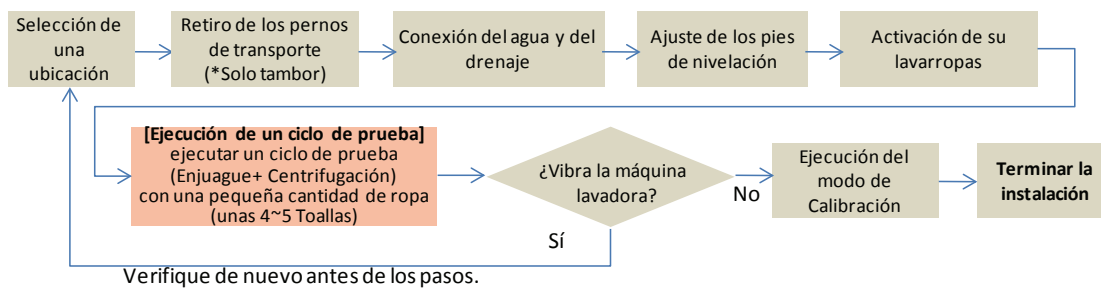 Selección de
una
ubicación
Retiro de los pernos
de transporte
(*Solo tambor)
Conexión del agua y del
drenaje
Ajuste de los pies
de nivelación
Activación de su
lavarropas
[Ejecución de un ciclo de prueba]
ejecutar un ciclo de prueba
(Enjuague+ Centrifugación)
con una pequeña cantidad de ropa
(unas 4~5 Toallas)
¿Vibra la máquina
lavadora?
No
Ejecución del
modo de
Calibración
Terminar la
instalación
Sí
Verifique de nuevo antes de los pasos.